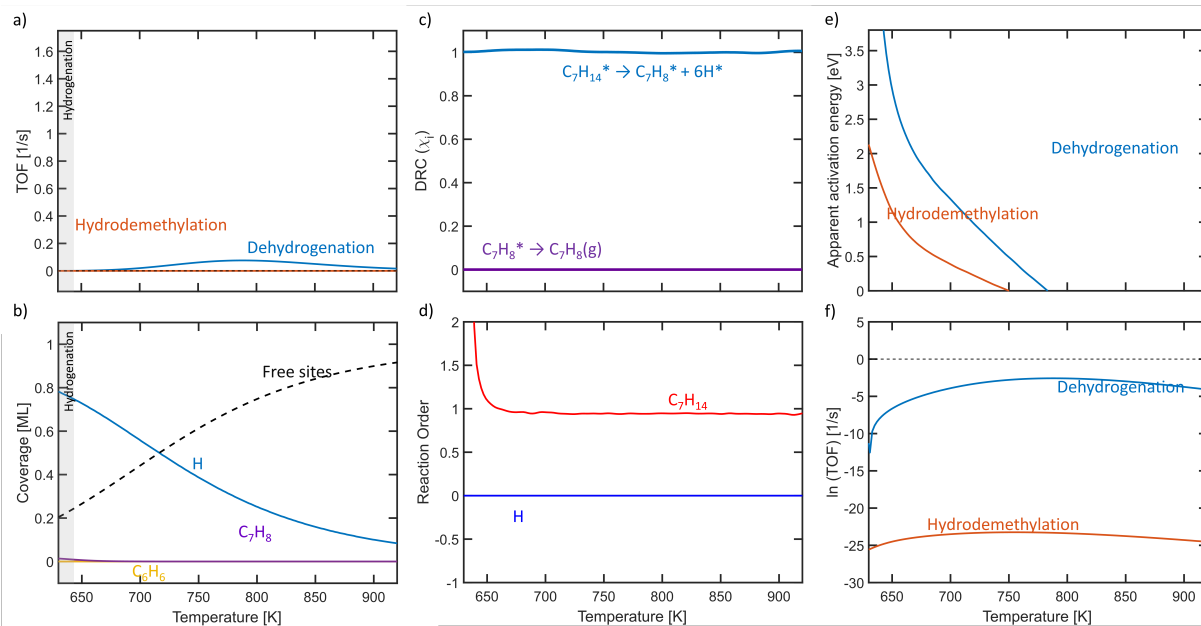 a)
TOF [1/s]
1.6
1.4
1.2
1
0.8
0.6
0.4
0.2
0
Hydrogenation
Hydrodemethylation
Dehydrogenation
b)
Coverage [ML]
1
0.8
0.6
0.4
0.2
0
Hydrogenation
Free sites
H
C₇H₈
C₆H₆
650 700 750 800 850 900
Temperature [K]
c)
DRC (χᵢ)
1
0.8
0.6
0.4
0.2
0
C₇H₁₄* → C₇H₈* + 6H*
C₇H₈* → C₇H₈(g)
d)
Reaction Order
2
1.5
1
0.5
0
-0.5
-1
C₇H₁₄
H
650 700 750 800 850 900
Temperature [K]
e)
Apparent activation energy [eV]
3.5
3
2.5
2
1.5
1
0.5
0
Dehydrogenation
Hydrodemethylation
f)
ln (TOF) [1/s]
5
0
-5
-10
-15
-20
-25
-30
Dehydrogenation
Hydrodemethylation
650 700 750 800 850 900
Temperature [K]